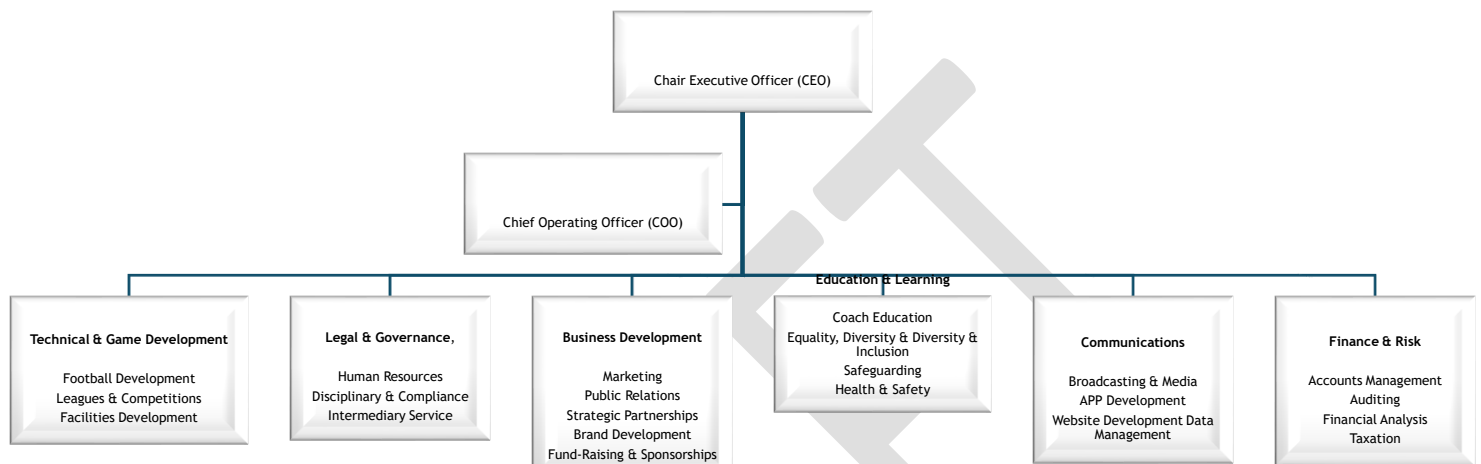 Chair Executive Officer (CEO)
Chief Operating Officer (COO)
Technical & Game Development
Football Development
Leagues & Competitions
Facilities Development
Legal & Governance,
Human Resources
Disciplinary & Compliance
Intermediary Service
Business Development
Marketing
Public Relations
Strategic Partnerships
Brand Development
Fund-Raising & Sponsorships
Education & Learning
Coach Education
Equality, Diversity & Diversity &
Inclusion
Safeguarding
Health & Safety
Communications
Broadcasting & Media
APP Development
Website Development Data
Management
Finance & Risk
Accounts Management
Auditing
Financial Analysis
Taxation